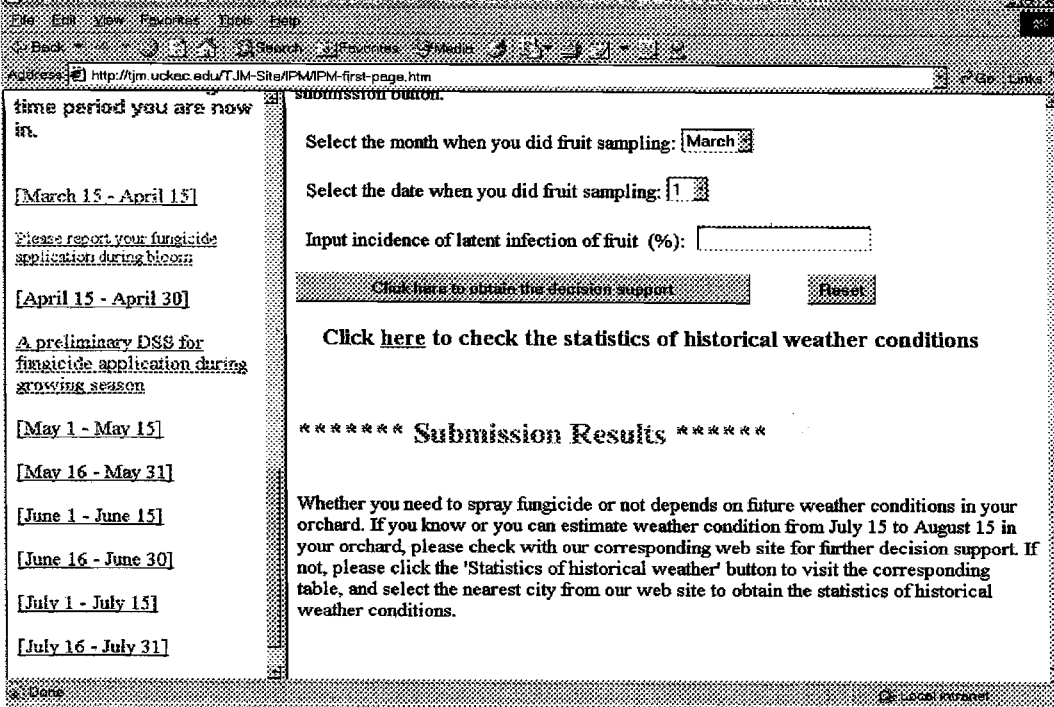 File Edit View Favorites Tools Help
Back Search Favorites Media
Address http://tjm.uckac.edu/TJM-Site/IPM/IPM-first-page.htm Go Links
time period you are now
in.
[March 15 - April 15]
Please report your fungicide
application during bloom
[April 15 - April 30]
A preliminary DSS for
fungicide application during
growing season
[May 1 - May 15]
[May 16 - May 31]
[June 1 - June 15]
[June 16 - June 30]
[July 1 - July 15]
[July 16 - July 31]
submission button.
Select the month when you did fruit sampling: March
Select the date when you did fruit sampling: 1
Input incidence of latent infection of fruit (%):
Click here to obtain the decision support Reset
Click here to check the statistics of historical weather conditions
******* Submission Results ******
Whether you need to spray fungicide or not depends on future weather conditions in your
orchard. If you know or you can estimate weather condition from July 15 to August 15 in
your orchard, please check with our corresponding web site for further decision support. If
not, please click the 'Statistics of historical weather' button to visit the corresponding
table, and select the nearest city from our web site to obtain the statistics of historical
weather conditions.
Done Local intranet